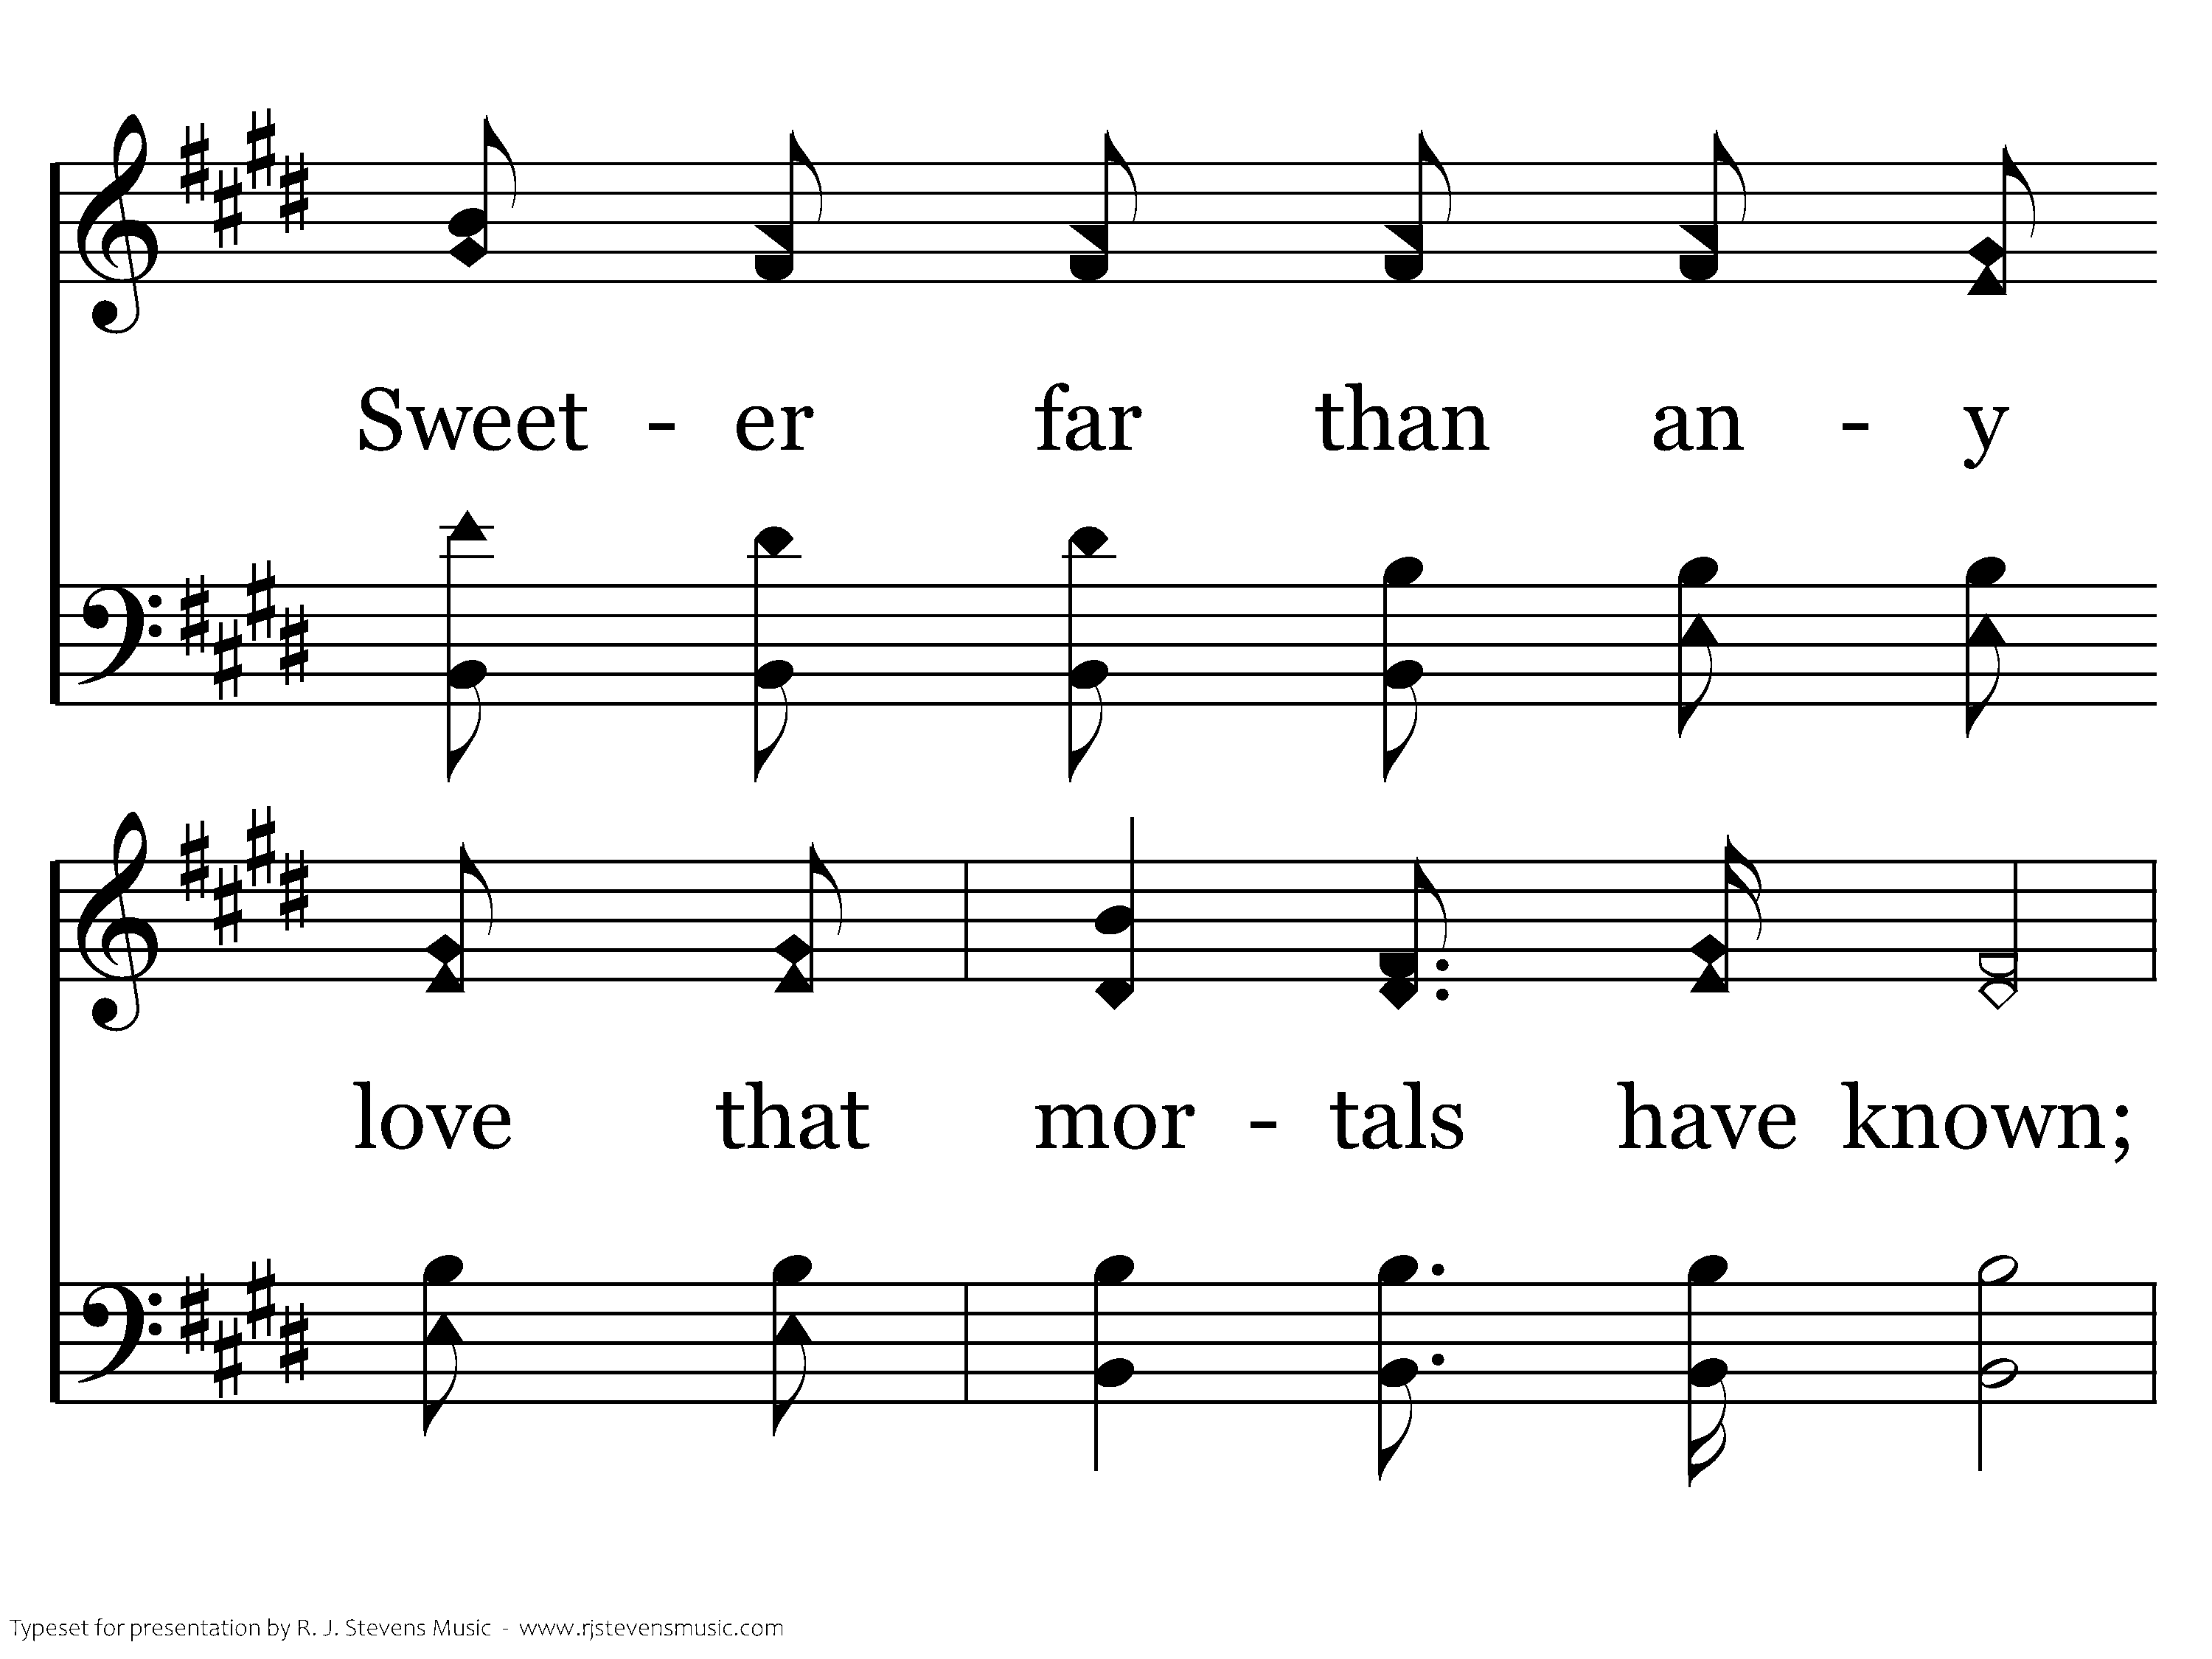 Sweet - er far than an - y
love that mor - tals have known;
Typeset for presentation by R. J. Stevens Music - www.rjstevensmusic.com